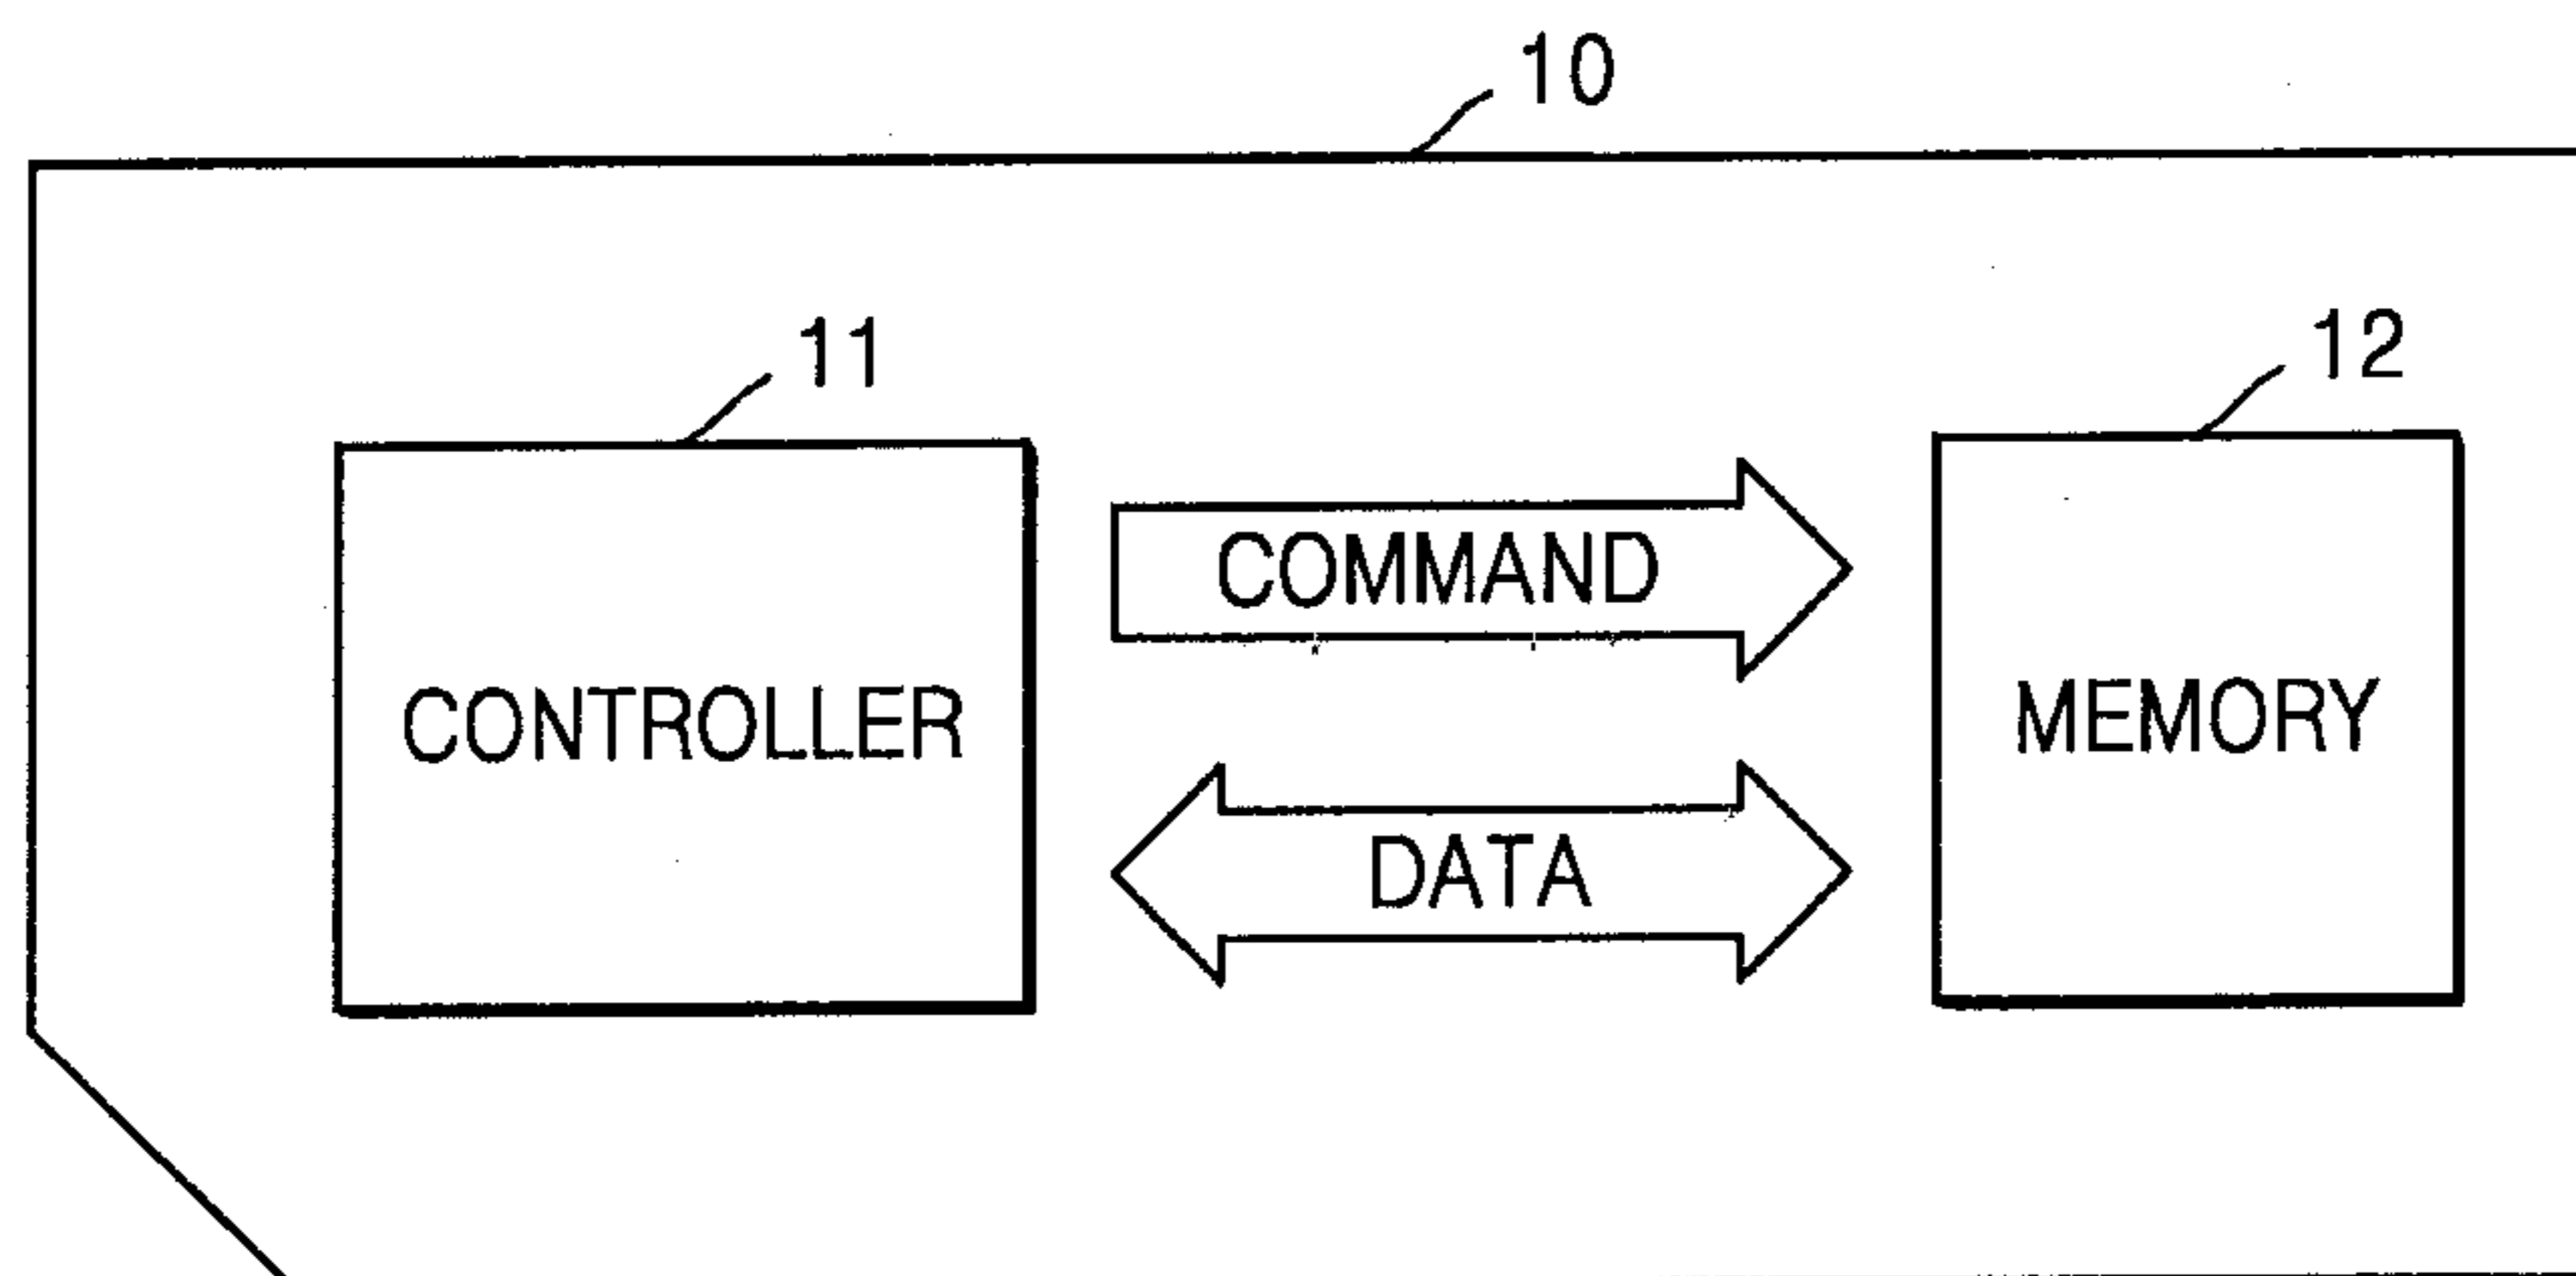 10
11
12
COMMAND
CONTROLLER
MEMORY
DATA